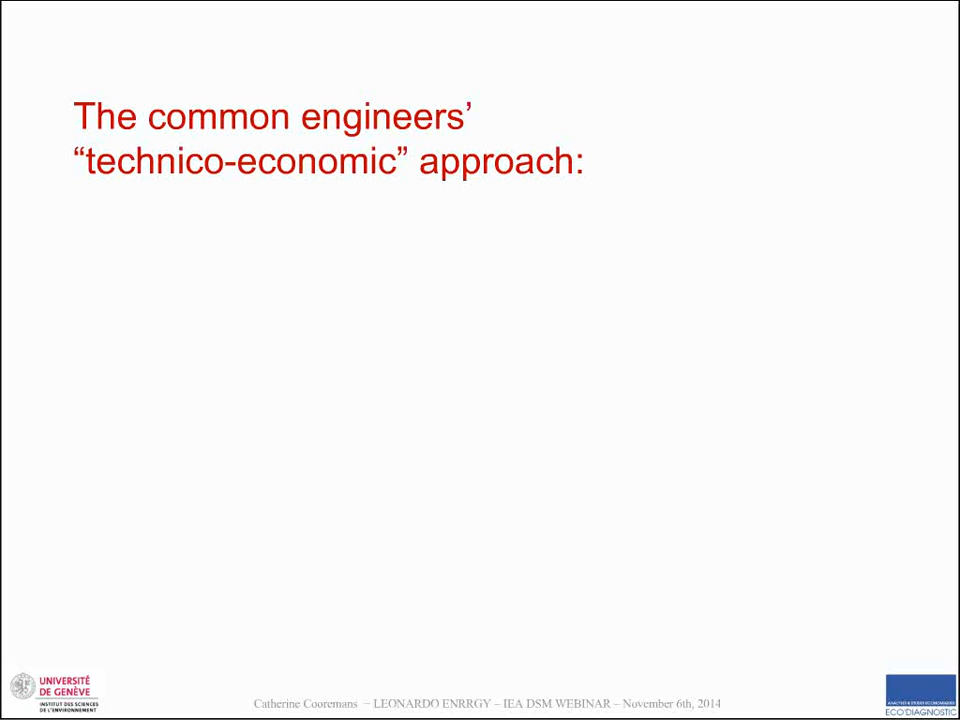 The common engineers’
“technico-economic” approach:
UNIVERSITÉ
DE GENÈVE
INSTITUT DES SCIENCES
DE L'ENVIRONNEMENT
Catherine Cooremans – LEONARDO ENRRGY – IEA DSM WEBINAR – November 6th, 2014
ANALYSES & ETUDES ECONOMIQUES
ECO'DIAGNOSTIC